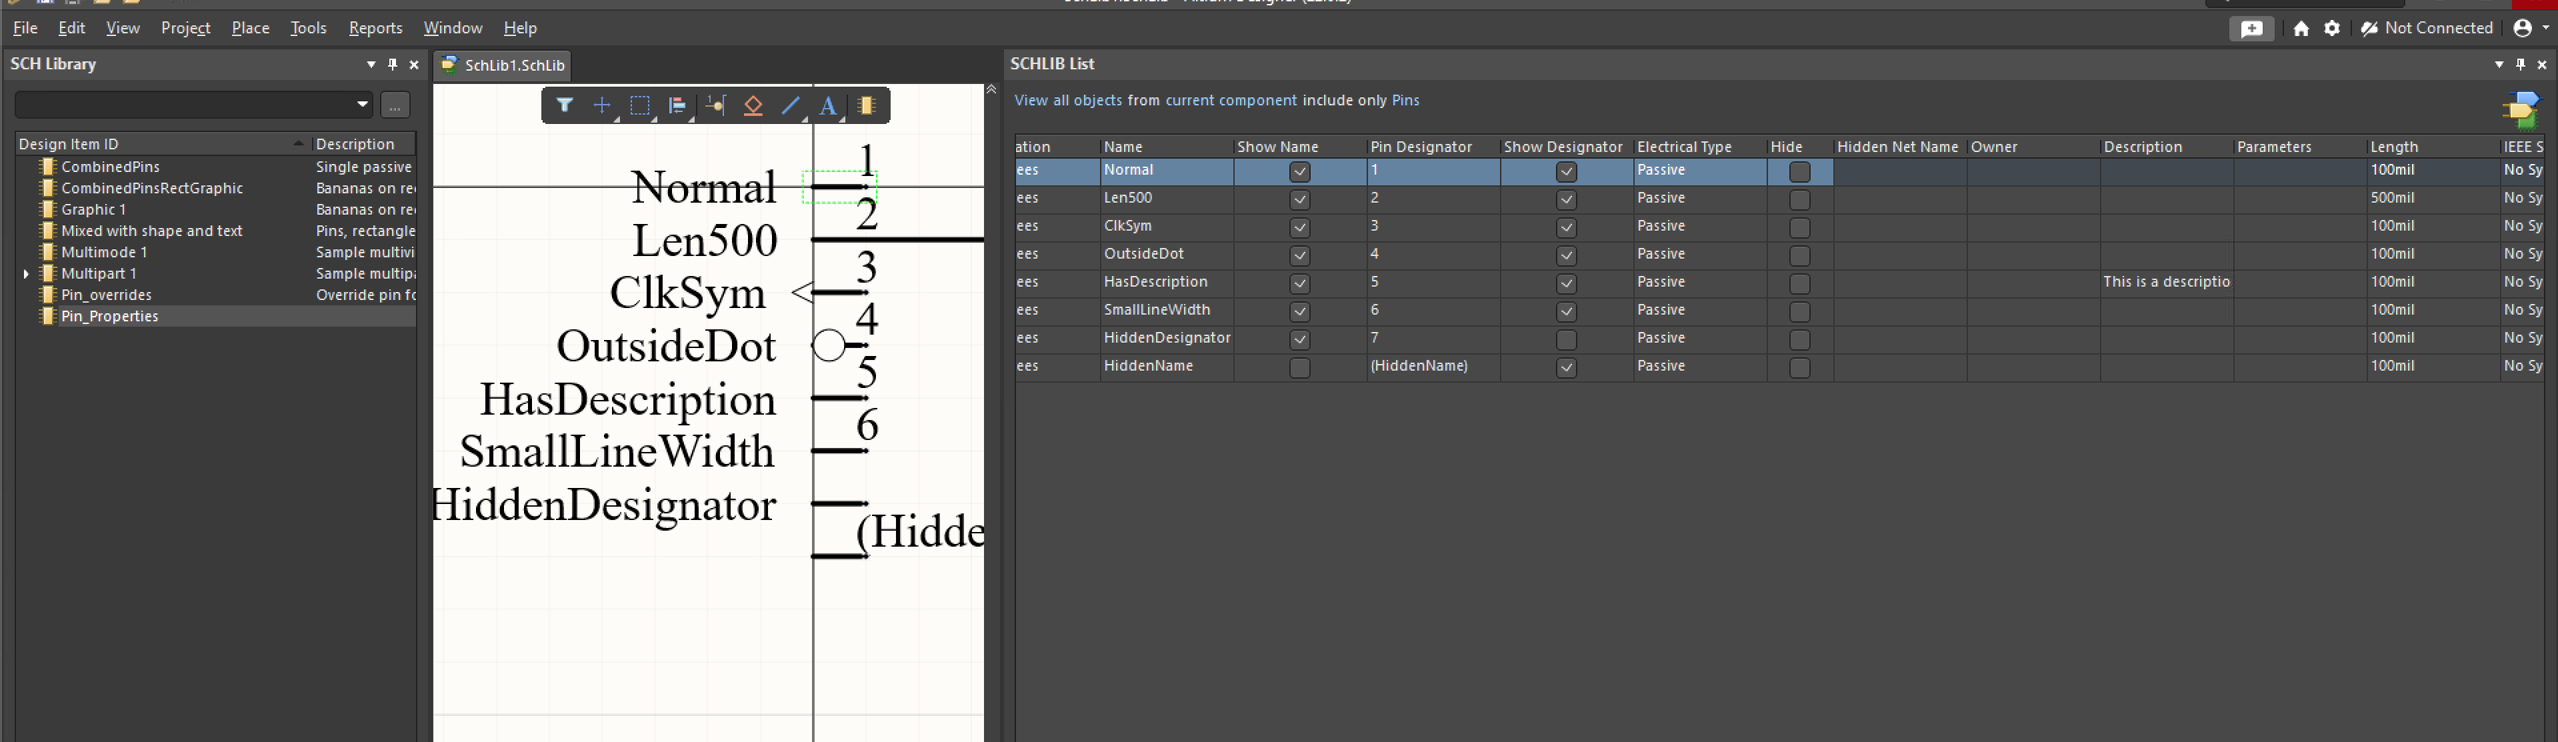 File Edit View Project Place Tools Reports Window Help
Not Connected
SCH Library
...
Design Item ID Description
CombinedPins Single passive
CombinedPinsRectGraphic Bananas on re
Graphic 1 Bananas on re
Mixed with shape and text Pins, rectangle
Multimode 1 Sample multivi
Multipart 1 Sample multipa
Pin_overrides Override pin fo
Pin_Properties
SchLib1.SchLib
A
Normal 1
Len500 2
ClkSym 3
OutsideDot 4
HasDescription 5
SmallLineWidth 6
HiddenDesignator
(Hidde
SCHLIB List
View all objects from current component include only Pins
ation Name Show Name Pin Designator Show Designator Electrical Type Hide Hidden Net Name Owner Description Parameters Length IEEE S
ees Normal 1 Passive 100mil No Sy
ees Len500 2 Passive 500mil No Sy
ees ClkSym 3 Passive 100mil No Sy
ees OutsideDot 4 Passive 100mil No Sy
ees HasDescription 5 Passive This is a descriptio 100mil No Sy
ees SmallLineWidth 6 Passive 100mil No Sy
ees HiddenDesignator 7 Passive 100mil No Sy
ees HiddenName (HiddenName) Passive 100mil No Sy